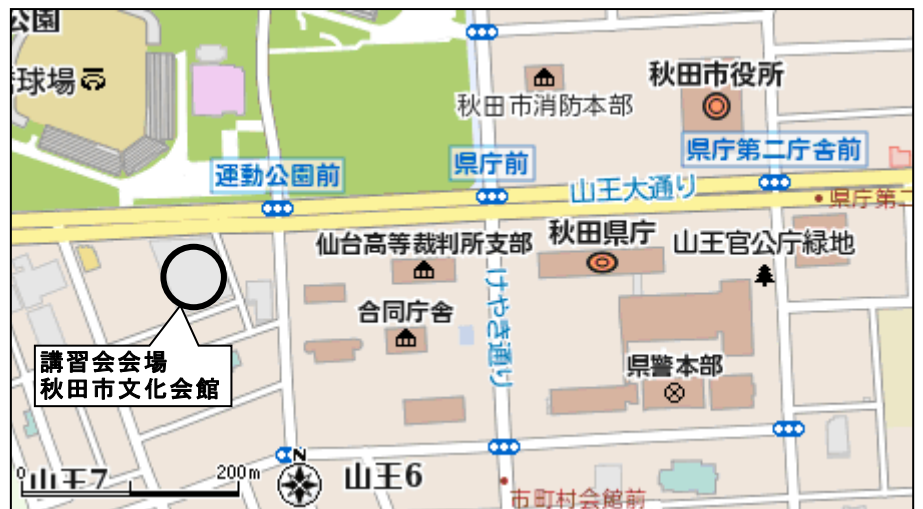 公園
球場
秋田市消防本部
秋田市役所
運動公園前
県庁前
県庁第二庁舎前
山王大通り
県庁第二
仙台高等裁判所支部
秋田県庁
山王官公庁緑地
けやき通り
合同庁舎
講習会会場
秋田市文化会館
県警本部
0
200m
N
山王7
山王6
市町村会館前